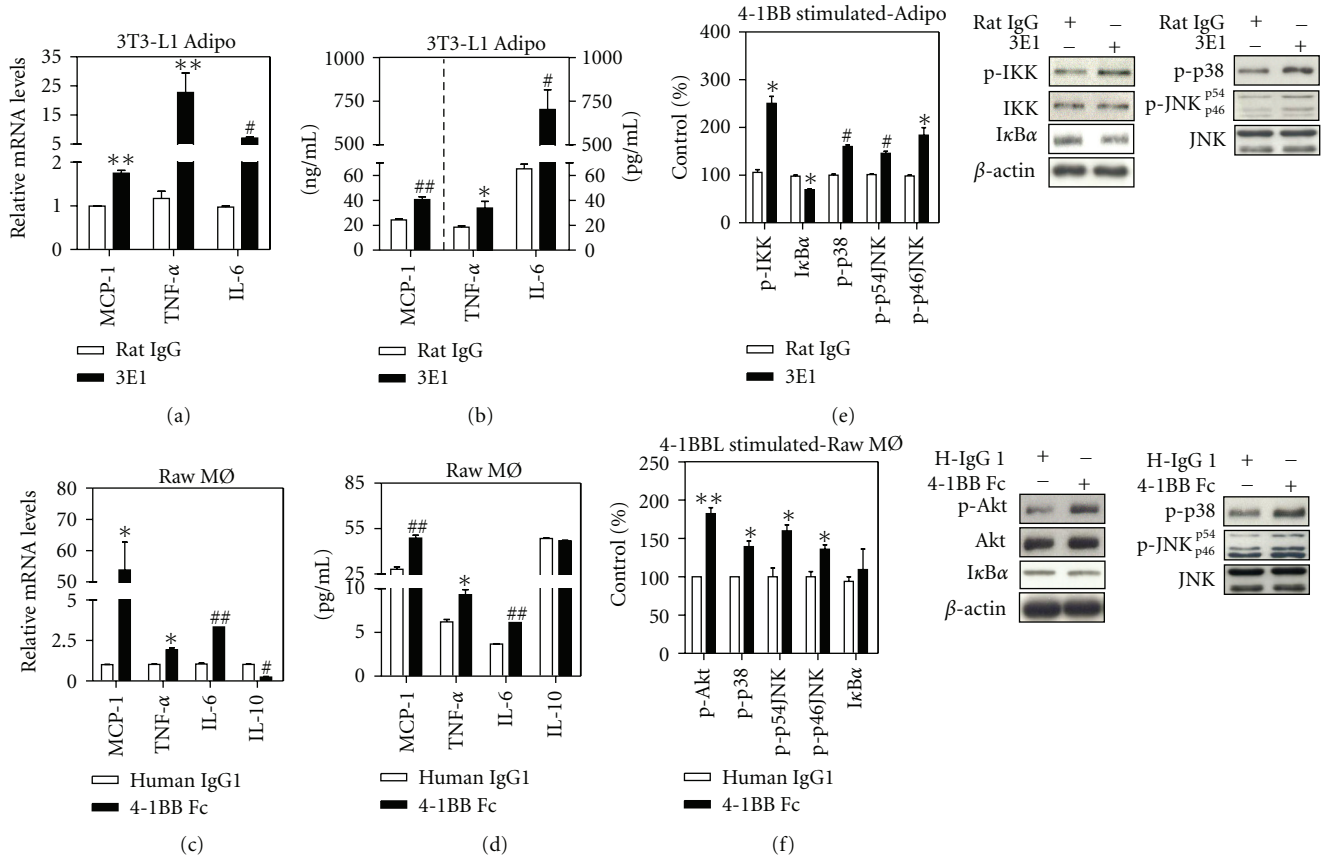 3T3-L1 Adipo
Relative mRNA levels
35
25
15
5
2
1
0
**
**
#
MCP-1
TNF-α
IL-6
Rat IgG
3E1
(a)
3T3-L1 Adipo
(ng/mL)
1000
750
500
60
40
20
0
##
*
#
1000
750
500
60
40
20
0
(pg/mL)
MCP-1
TNF-α
IL-6
Rat IgG
3E1
(b)
4-1BB stimulated-Adipo
Control (%)
400
300
200
100
0
*
*
#
#
*
p-IKK
IκBα
p-p38
p-p54JNK
p-p46JNK
Rat IgG
3E1
Rat IgG + −
3E1 − +
p-IKK
IKK
IκBα
β-actin
Rat IgG + −
3E1 − +
p-p38
p-JNK p54 p46
JNK
(e)
Raw MØ
Relative mRNA levels
80
70
60
50
5
2.5
0
*
*
##
#
MCP-1
TNF-α
IL-6
IL-10
Human IgG1
4-1BB Fc
(c)
Raw MØ
(pg/mL)
85
55
25
10
5
0
##
*
##
MCP-1
TNF-α
IL-6
IL-10
Human IgG1
4-1BB Fc
(d)
4-1BBL stimulated-Raw MØ
Control (%)
250
200
150
100
50
0
**
*
*
*
p-Akt
p-p38
p-p54JNK
p-p46JNK
IκBα
Human IgG1
4-1BB Fc
H-IgG 1 + −
4-1BB Fc − +
p-Akt
Akt
IκBα
β-actin
H-IgG 1 + −
4-1BB Fc − +
p-p38
p-JNK p54 p46
JNK
(f)